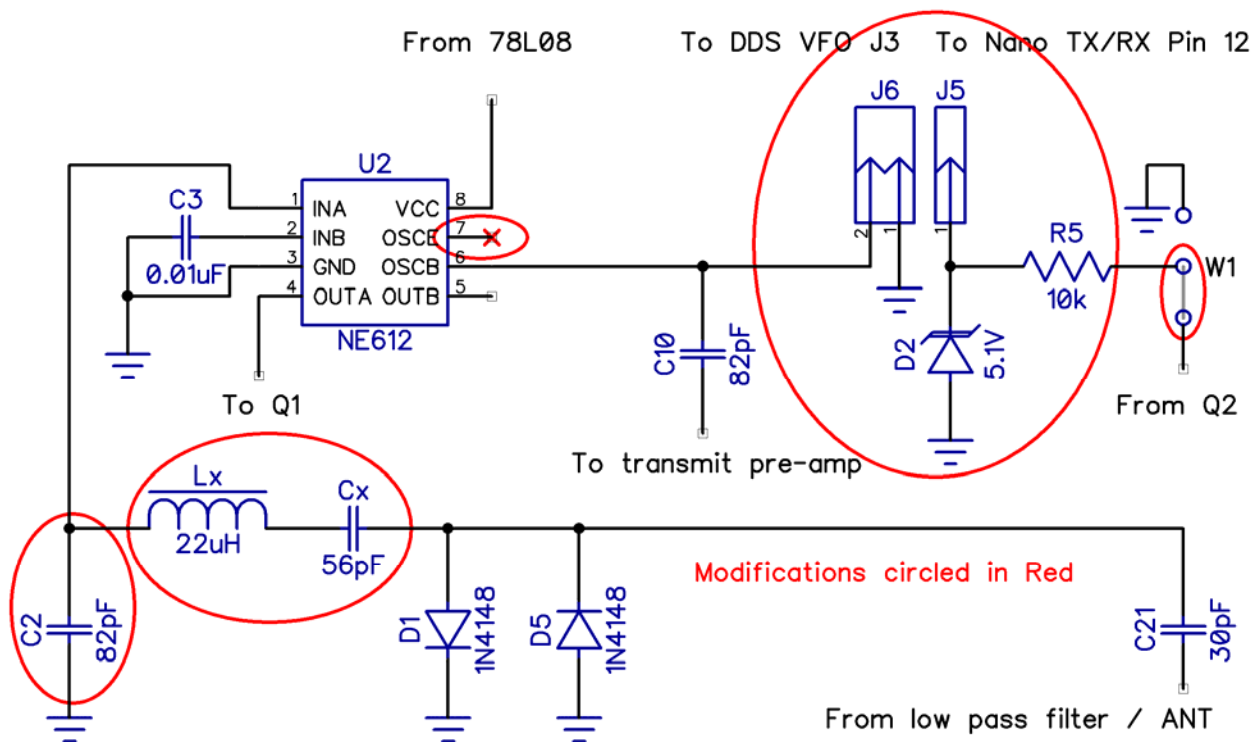 From 78L08
To DDS VFO J3
To Nano TX/RX Pin 12
J6
J5
U2
C3
1
INA
VCC
8
2
INB
OSCE
7
3
GND
OSCB
6
4
OUTA
OUTB
5
0.01uF
NE612
2
1
1
R5
10k
W1
C10
82pF
D2
5.1V
To Q1
From Q2
To transmit pre-amp
Lx
22uH
Cx
56pF
Modifications circled in Red
C2
82pF
D1
1N4148
D5
1N4148
C21
30pF
From low pass filter / ANT